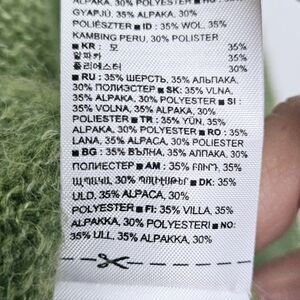 ALPAKA, 30% POLYESTER ■ HU:
GYAPJÚ, 35% ALPAKA, 30%
POLIÉSZTER ■ ID : 35% WOL, 35%
KAMBING PERU, 30% POLISTER
■ KR : 모 35%
알파카 35%
폴리에스터 30%
■ RU : 35% ШЕРСТЬ, 35% АЛЬПАКА,
30% ПОЛИЭСТЕР ■ SK: 35% VLNA,
35% ALPAKA, 30% POLYESTER ■ SI :
35% VOLNA, 35% ALPAKA, 30%
POLIESTER ■ TR : 35% YÜN, 35%
ALPAKA, 30% POLYESTER ■ RO :
LANA, 35% ALPACA, 30% POLIESTER
■ BG : 35% ВЪЛНА, 35% АЛПАКА, 30%
ПОЛИЕСТЕР ■ AM : 35% ԲՈՒՐԴ, 35%
ԱԼՊԱԿԱ, 30% ՊՈԼԻԷՍԹԵՐ ■ DK: 35%
ULD, 35% ALPACA, 30%
POLYESTER ■ FI: 35% VILLA, 35%
ALPAKKA, 30% POLYESTERI ■ NO:
35% ULL, 35% ALPAKKA, 30%